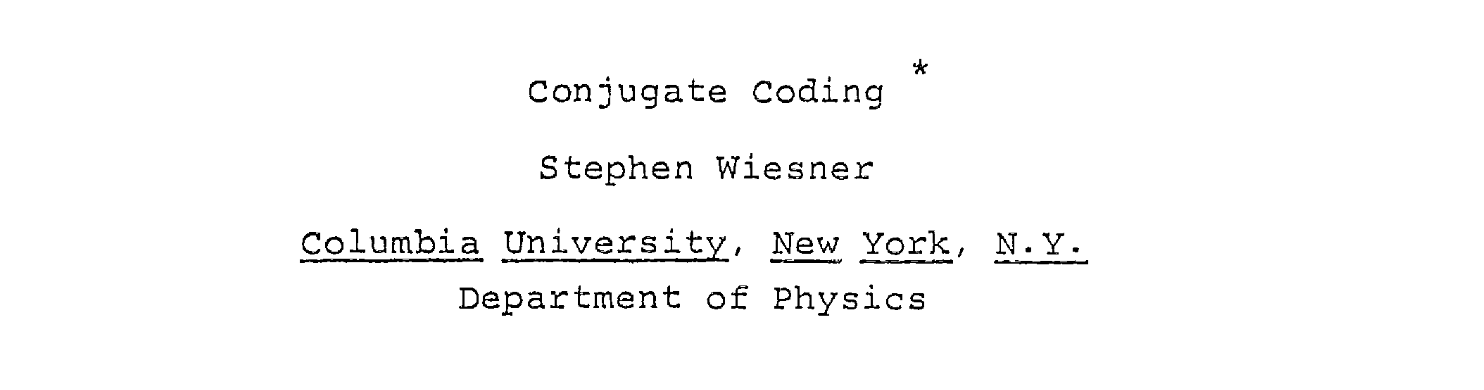 Conjugate Coding *
Stephen Wiesner
Columbia University, New York, N.Y.
Department of Physics